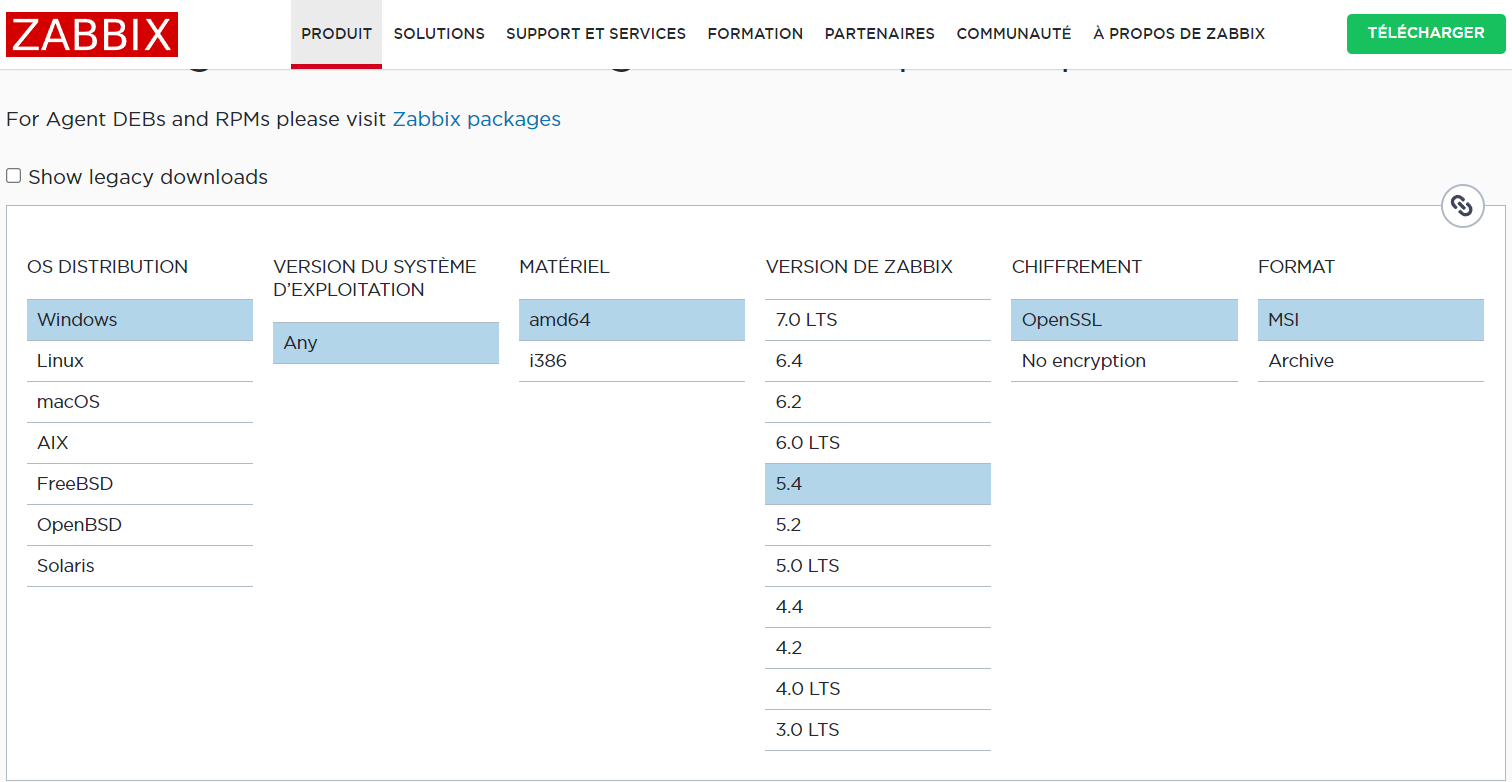 ZABBIX
PRODUIT SOLUTIONS SUPPORT ET SERVICES FORMATION PARTENAIRES COMMUNAUTÉ À PROPOS DE ZABBIX
TÉLÉCHARGER
For Agent DEBs and RPMs please visit Zabbix packages
Show legacy downloads
OS DISTRIBUTION
Windows
Linux
macOS
AIX
FreeBSD
OpenBSD
Solaris
VERSION DU SYSTÈME
D’EXPLOITATION
Any
MATÉRIEL
amd64
i386
VERSION DE ZABBIX
7.0 LTS
6.4
6.2
6.0 LTS
5.4
5.2
5.0 LTS
4.4
4.2
4.0 LTS
3.0 LTS
CHIFFREMENT
OpenSSL
No encryption
FORMAT
MSI
Archive